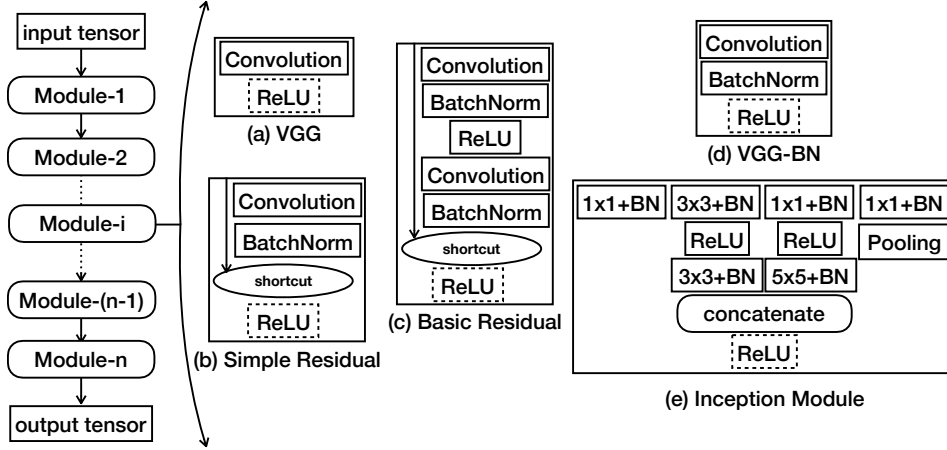 input tensor
Module-1
Module-2
Module-i
Module-(n-1)
Module-n
output tensor
Convolution
ReLU
(a) VGG
Convolution
BatchNorm
shortcut
ReLU
(b) Simple Residual
Convolution
BatchNorm
ReLU
Convolution
BatchNorm
shortcut
ReLU
(c) Basic Residual
Convolution
BatchNorm
ReLU
(d) VGG-BN
1x1+BN 3x3+BN 1x1+BN 1x1+BN
ReLU ReLU Pooling
3x3+BN 5x5+BN
concatenate
ReLU
(e) Inception Module